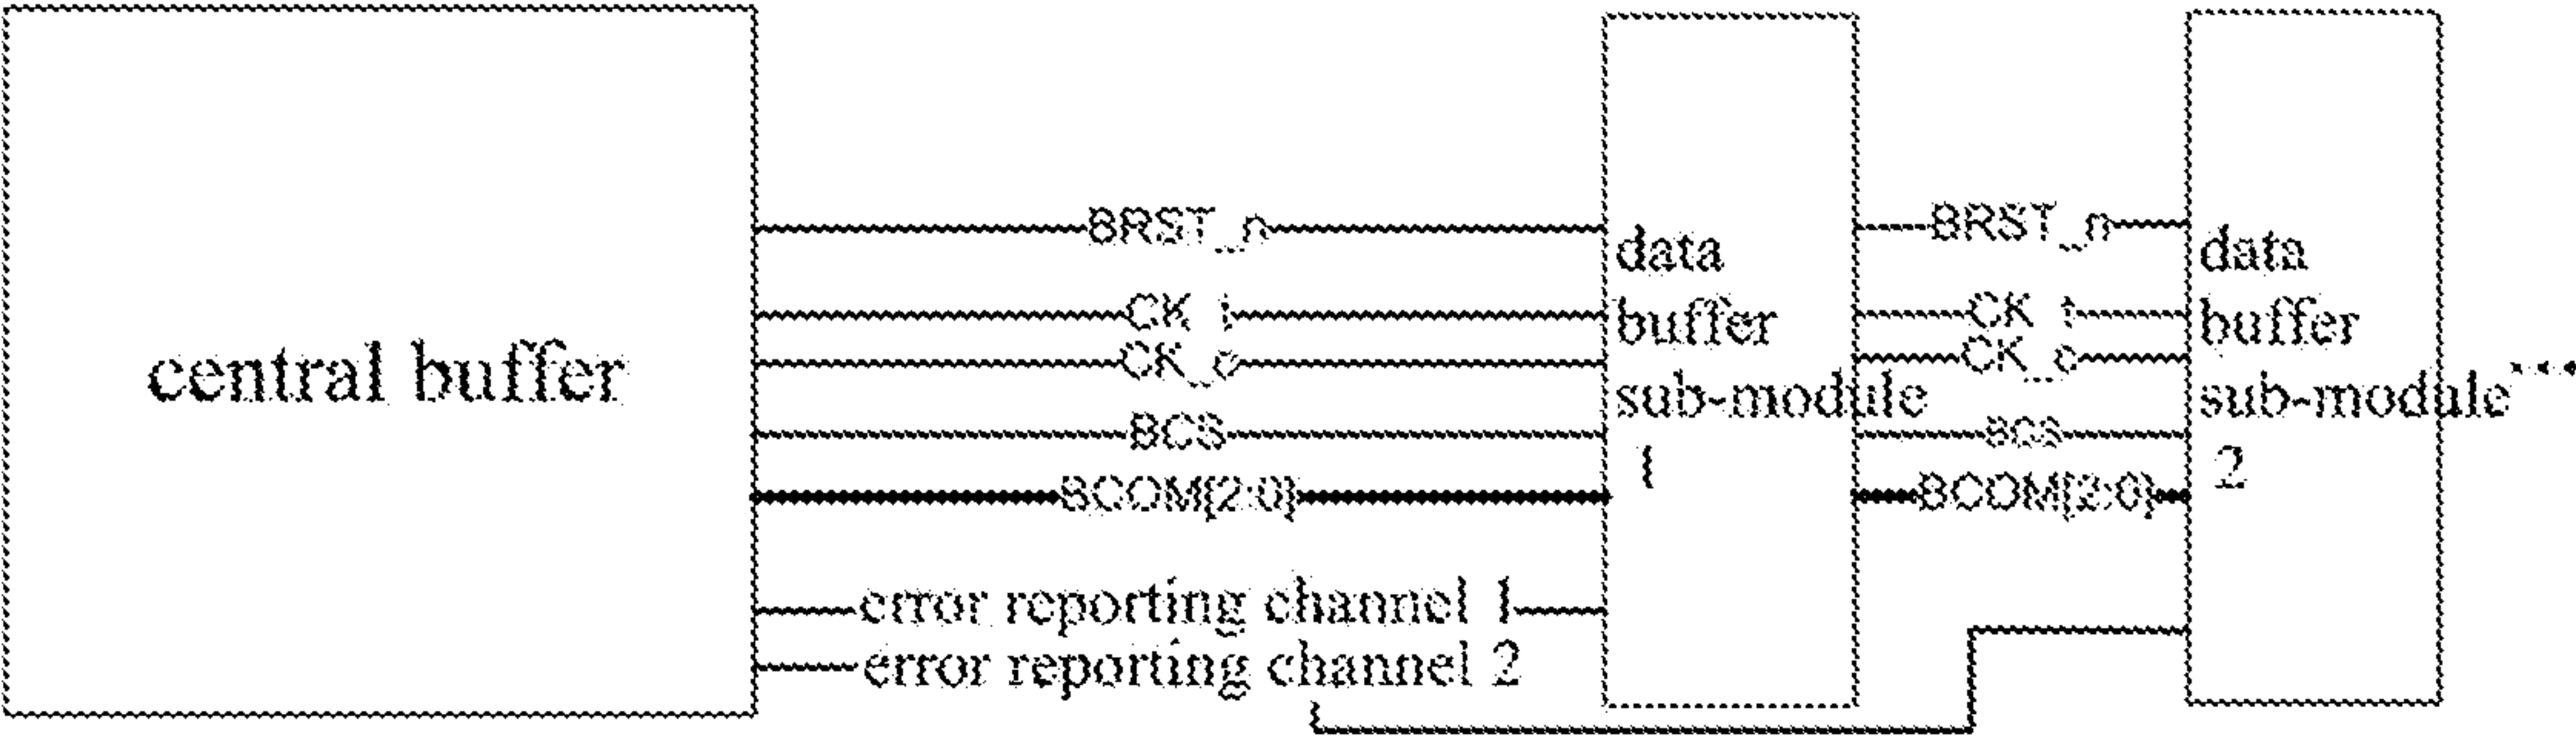 central buffer
BRST_n
CK_t
CK_c
BCS
BCOM[2:0]
error reporting channel 1
error reporting channel 2
data
buffer
sub-module
1
BRST_n
CK_t
CK_c
BCS
BCOM[2:0]
data
buffer
sub-module
2
...